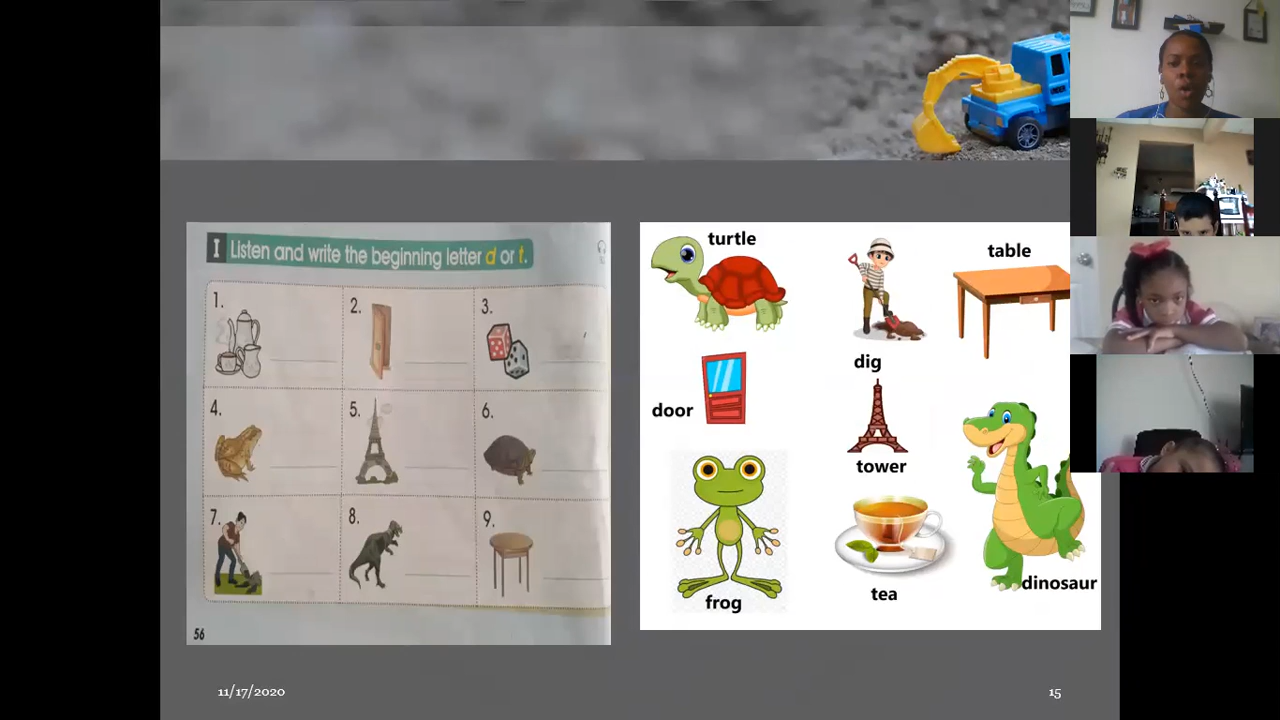 I Listen and write the beginning letter d or t.
1.
2.
3.
4.
5.
6.
7.
8.
9.
56
turtle
table
dig
door
tower
frog
tea
dinosaur
11/17/2020
15